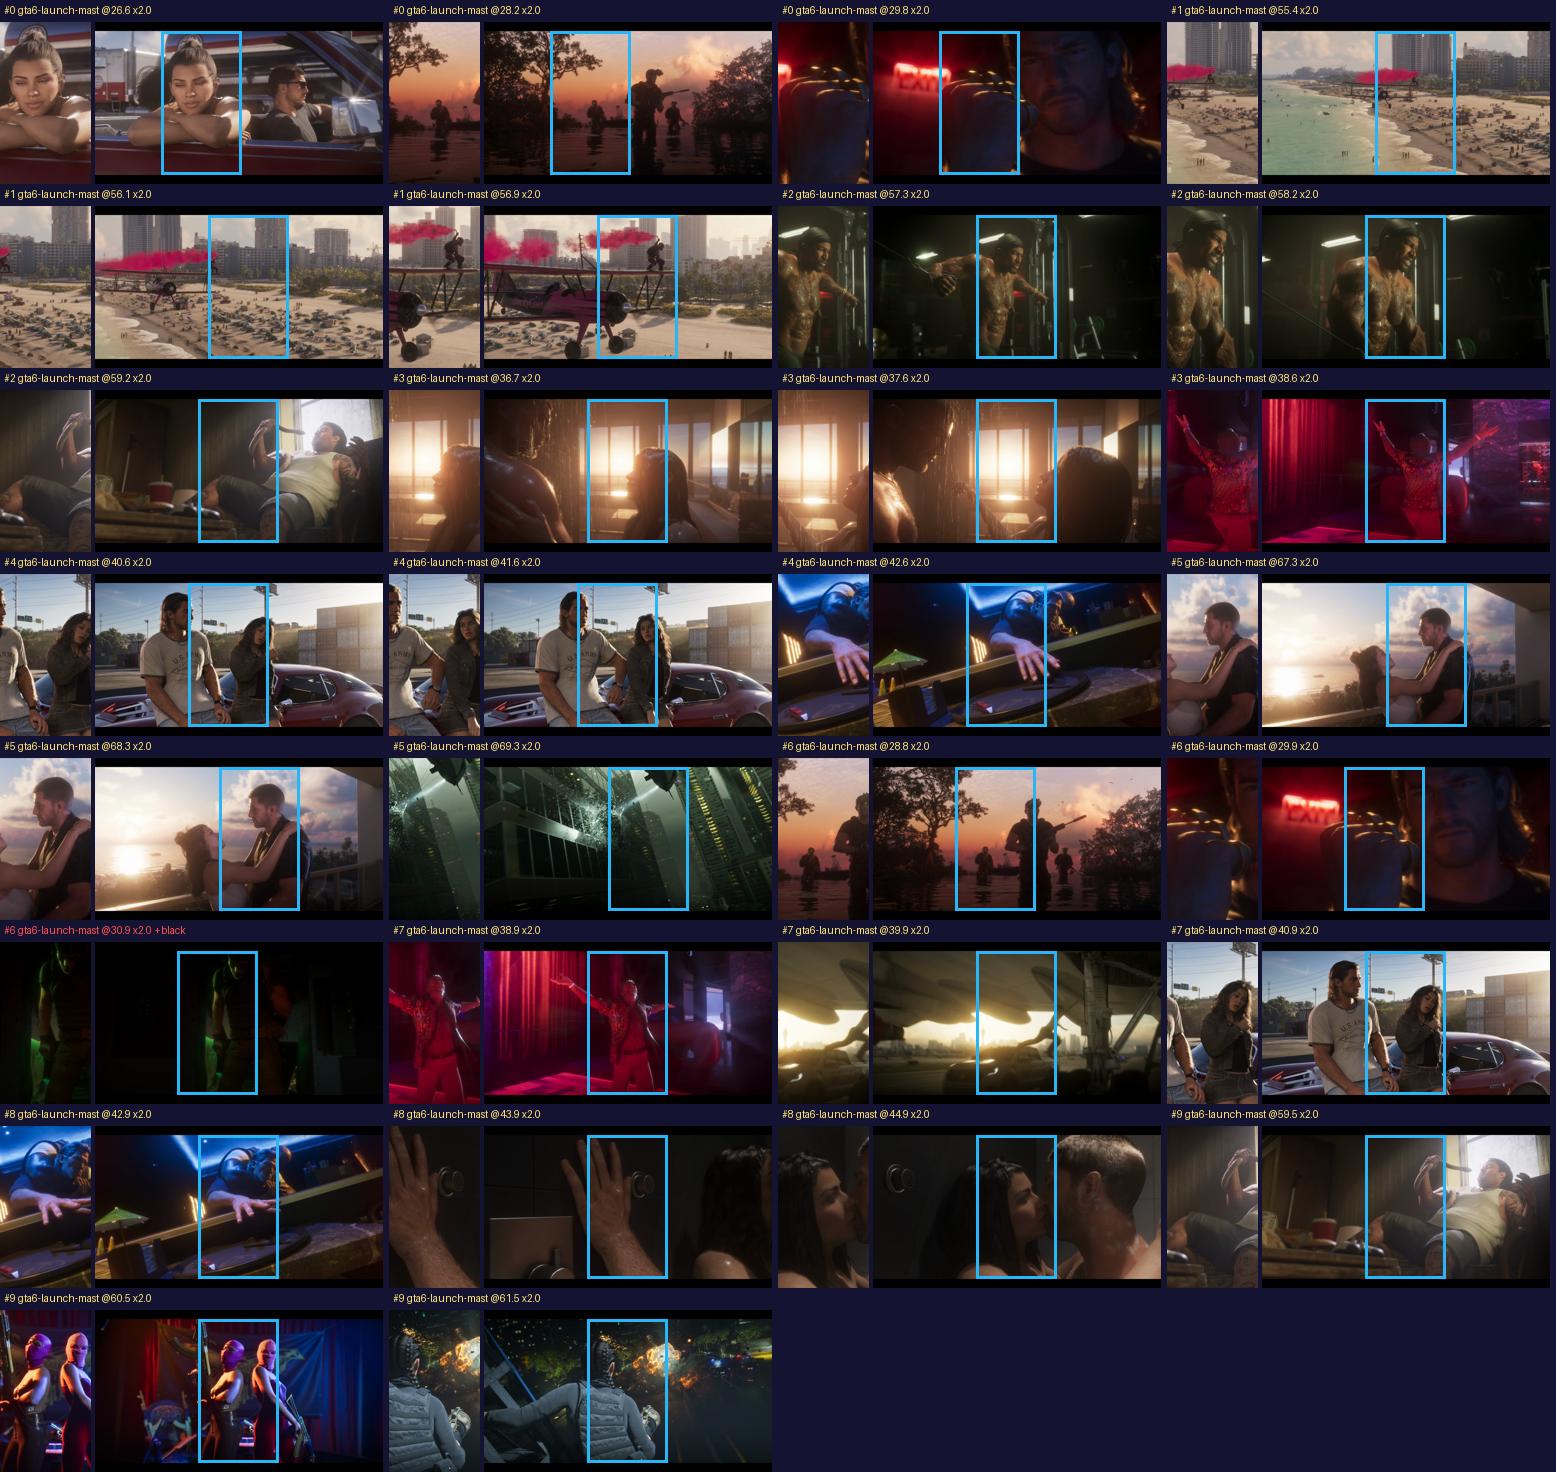 #0 gta6-launch-mast @26.6 x2.0
#0 gta6-launch-mast @28.2 x2.0
#0 gta6-launch-mast @29.8 x2.0
#1 gta6-launch-mast @55.4 x2.0
EXIT
#1 gta6-launch-mast @56.1 x2.0
#1 gta6-launch-mast @56.9 x2.0
#2 gta6-launch-mast @57.3 x2.0
#2 gta6-launch-mast @58.2 x2.0
#2 gta6-launch-mast @59.2 x2.0
#3 gta6-launch-mast @36.7 x2.0
#3 gta6-launch-mast @37.6 x2.0
#3 gta6-launch-mast @38.6 x2.0
#4 gta6-launch-mast @40.6 x2.0
#4 gta6-launch-mast @41.6 x2.0
#4 gta6-launch-mast @42.6 x2.0
#5 gta6-launch-mast @67.3 x2.0
#5 gta6-launch-mast @68.3 x2.0
#5 gta6-launch-mast @69.3 x2.0
#6 gta6-launch-mast @28.8 x2.0
#6 gta6-launch-mast @29.9 x2.0
EXIT
#6 gta6-launch-mast @30.9 x2.0 +black
#7 gta6-launch-mast @38.9 x2.0
#7 gta6-launch-mast @39.9 x2.0
#7 gta6-launch-mast @40.9 x2.0
#8 gta6-launch-mast @42.9 x2.0
#8 gta6-launch-mast @43.9 x2.0
#8 gta6-launch-mast @44.9 x2.0
#9 gta6-launch-mast @59.5 x2.0
#9 gta6-launch-mast @60.5 x2.0
#9 gta6-launch-mast @61.5 x2.0